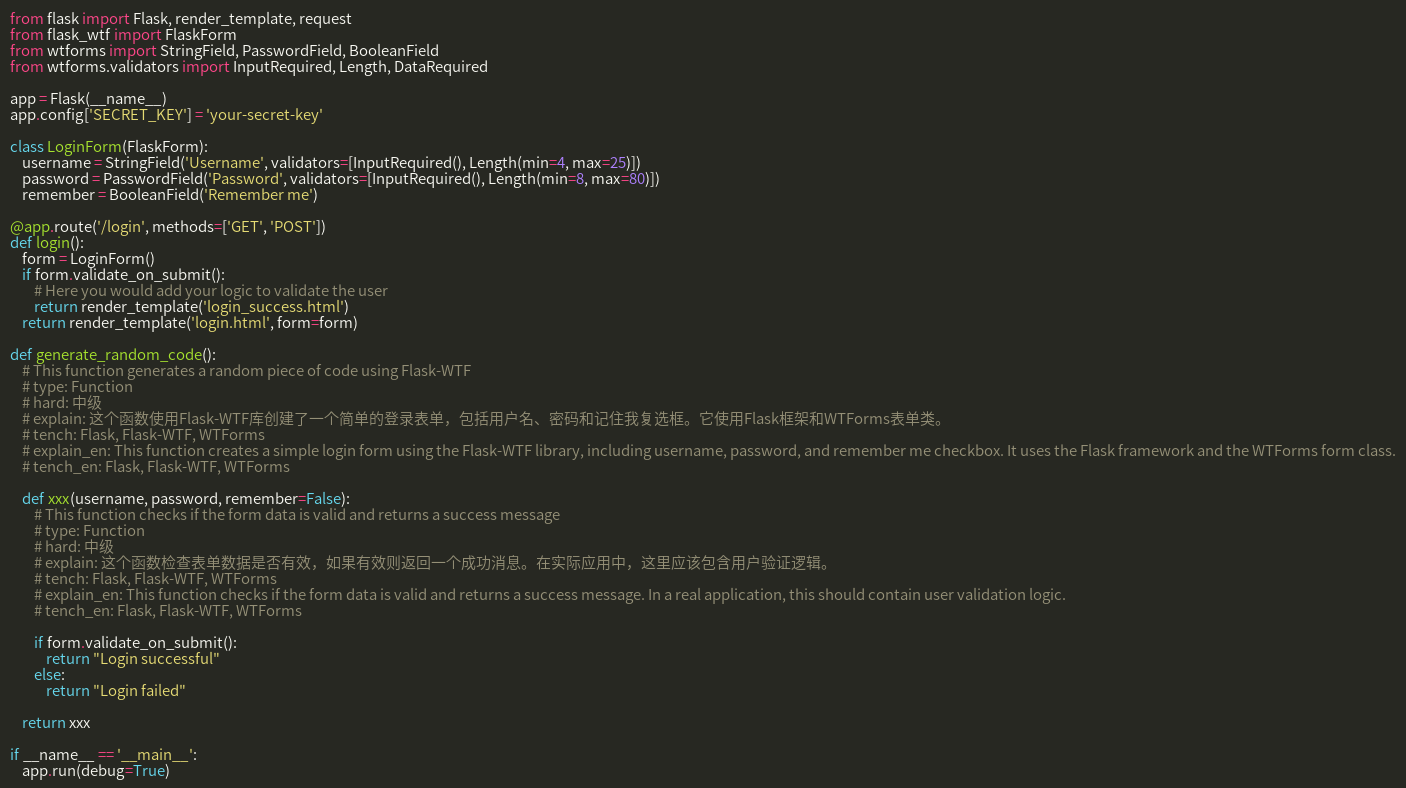 from flask import Flask, render_template, request
from flask_wtf import FlaskForm
from wtforms import StringField, PasswordField, BooleanField
from wtforms.validators import InputRequired, Length, DataRequired

app = Flask(__name__)
app.config['SECRET_KEY'] = 'your-secret-key'

class LoginForm(FlaskForm):
    username = StringField('Username', validators=[InputRequired(), Length(min=4, max=25)])
    password = PasswordField('Password', validators=[InputRequired(), Length(min=8, max=80)])
    remember = BooleanField('Remember me')

@app.route('/login', methods=['GET', 'POST'])
def login():
    form = LoginForm()
    if form.validate_on_submit():
        # Here you would add your logic to validate the user
        return render_template('login_success.html')
    return render_template('login.html', form=form)

def generate_random_code():
    # This function generates a random piece of code using Flask-WTF
    # type: Function
    # hard: 中级
    # explain: 这个函数使用Flask-WTF库创建了一个简单的登录表单，包括用户名、密码和记住我复选框。它使用Flask框架和WTForms表单类。
    # tench: Flask, Flask-WTF, WTForms
    # explain_en: This function creates a simple login form using the Flask-WTF library, including username, password, and remember me checkbox. It uses the Flask framework and the WTForms form class.
    # tench_en: Flask, Flask-WTF, WTForms

    def xxx(username, password, remember=False):
        # This function checks if the form data is valid and returns a success message
        # type: Function
        # hard: 中级
        # explain: 这个函数检查表单数据是否有效，如果有效则返回一个成功消息。在实际应用中，这里应该包含用户验证逻辑。
        # tench: Flask, Flask-WTF, WTForms
        # explain_en: This function checks if the form data is valid and returns a success message. In a real application, this should contain user validation logic.
        # tench_en: Flask, Flask-WTF, WTForms

        if form.validate_on_submit():
            return "Login successful"
        else:
            return "Login failed"

    return xxx

if __name__ == '__main__':
    app.run(debug=True)